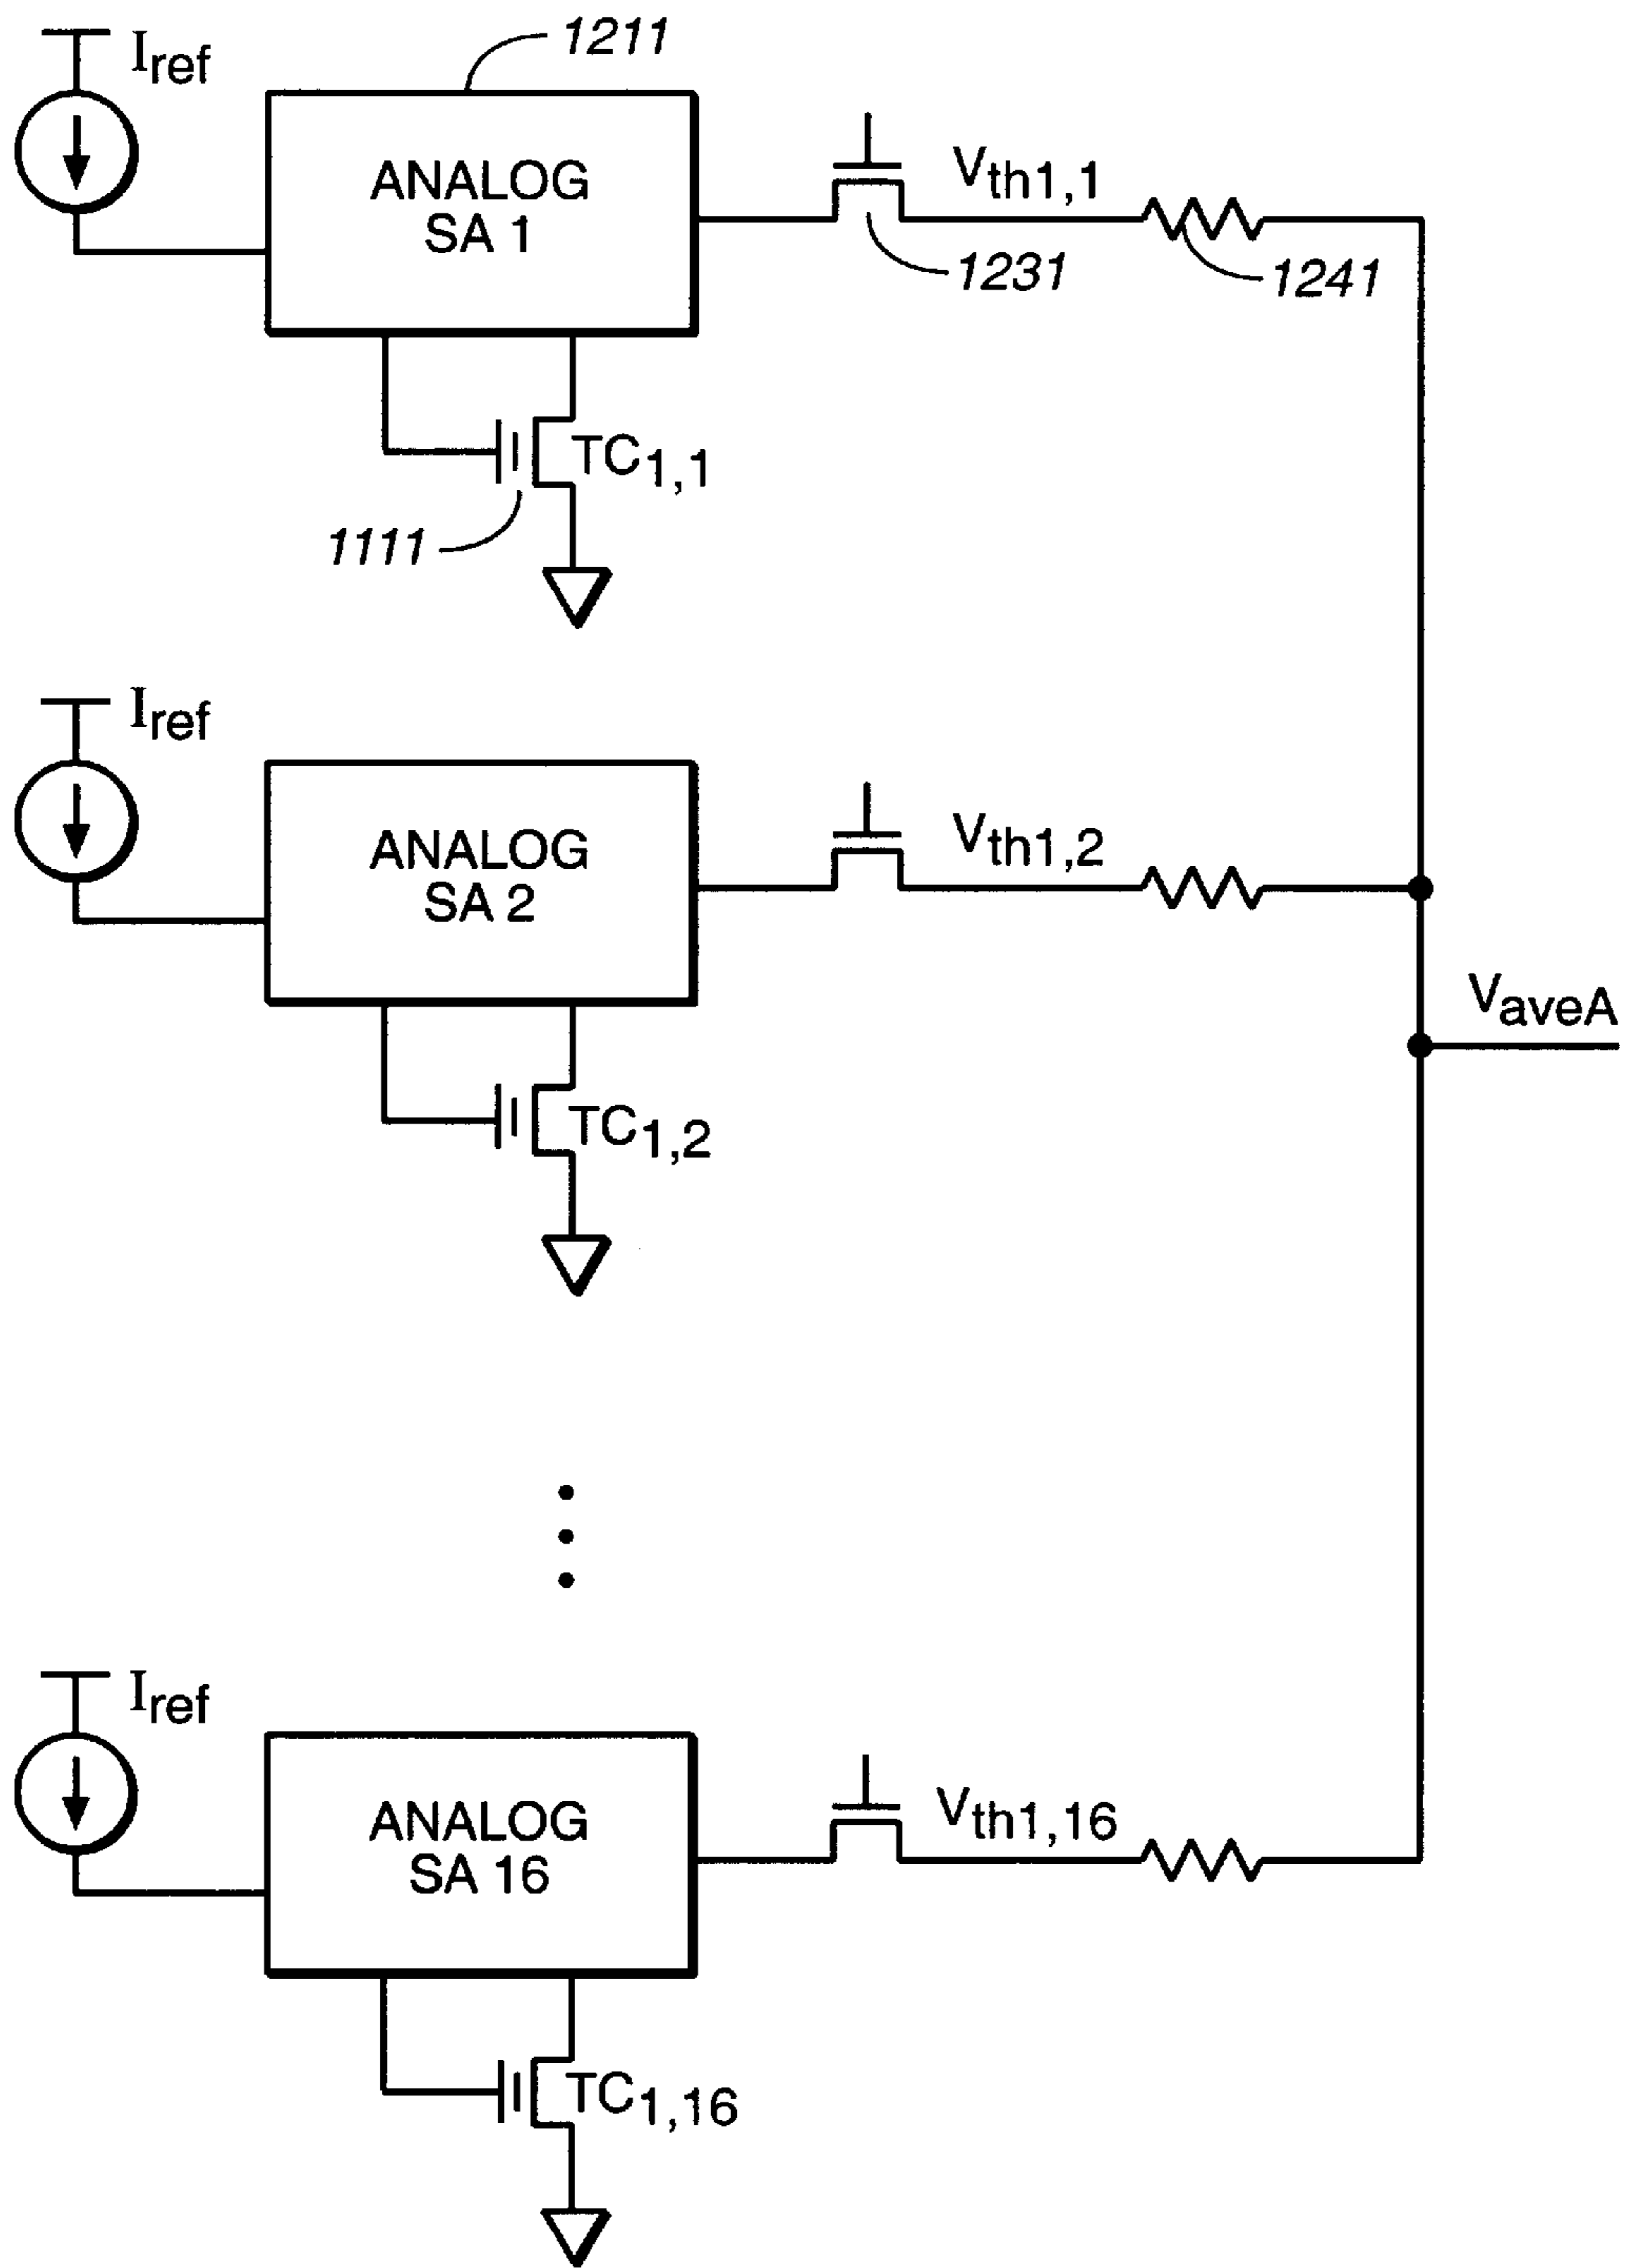 1211
Iref
ANALOG
SA 1
Vth1,1
1231
1241
TC1,1
1111
Iref
ANALOG
SA 2
Vth1,2
VaveA
TC1,2
Iref
ANALOG
SA 16
Vth1,16
TC1,16